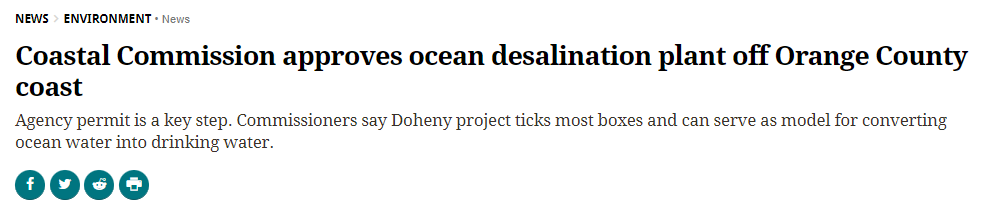 NEWS > ENVIRONMENT • News
Coastal Commission approves ocean desalination plant off Orange County
coast
Agency permit is a key step. Commissioners say Doheny project ticks most boxes and can serve as model for converting
ocean water into drinking water.